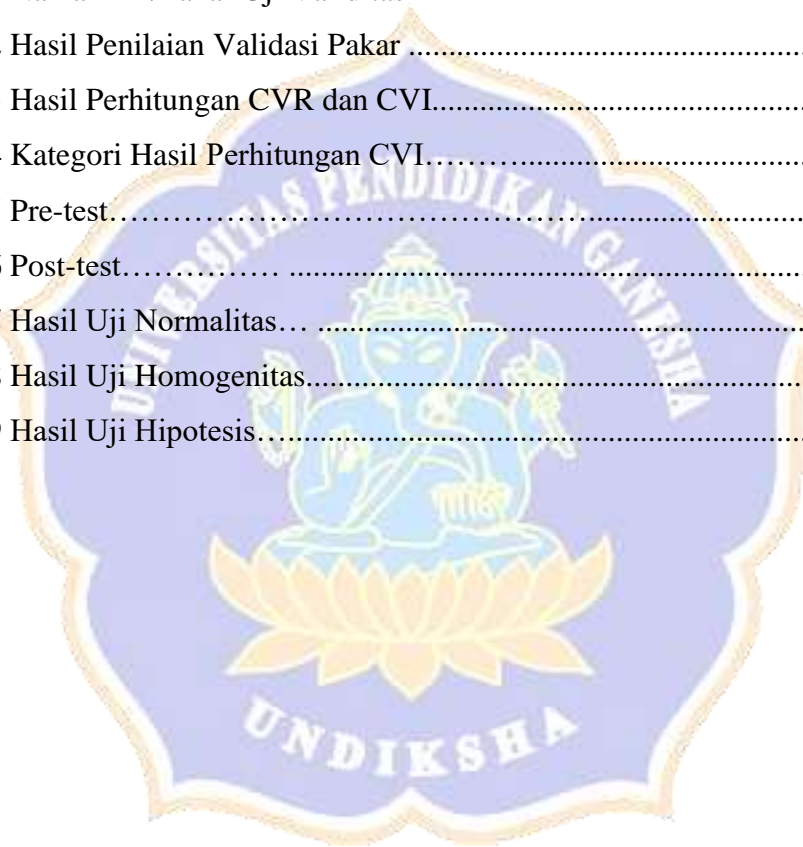 Hasil Penilaian Validasi Pakar ...........................................................
Hasil Perhitungan CVR dan CVI........................................................
Kategori Hasil Perhitungan CVI……….............................................
Pre-test…………………………………………...................................
Post-test…………… ..........................................................................
Hasil Uji Normalitas… ......................................................................
Hasil Uji Homogenitas.......................................................................
Hasil Uji Hipotesis…..........................................................................
UNIVERSITAS PENDIDIKAN GANESHA
UNDIKSHA